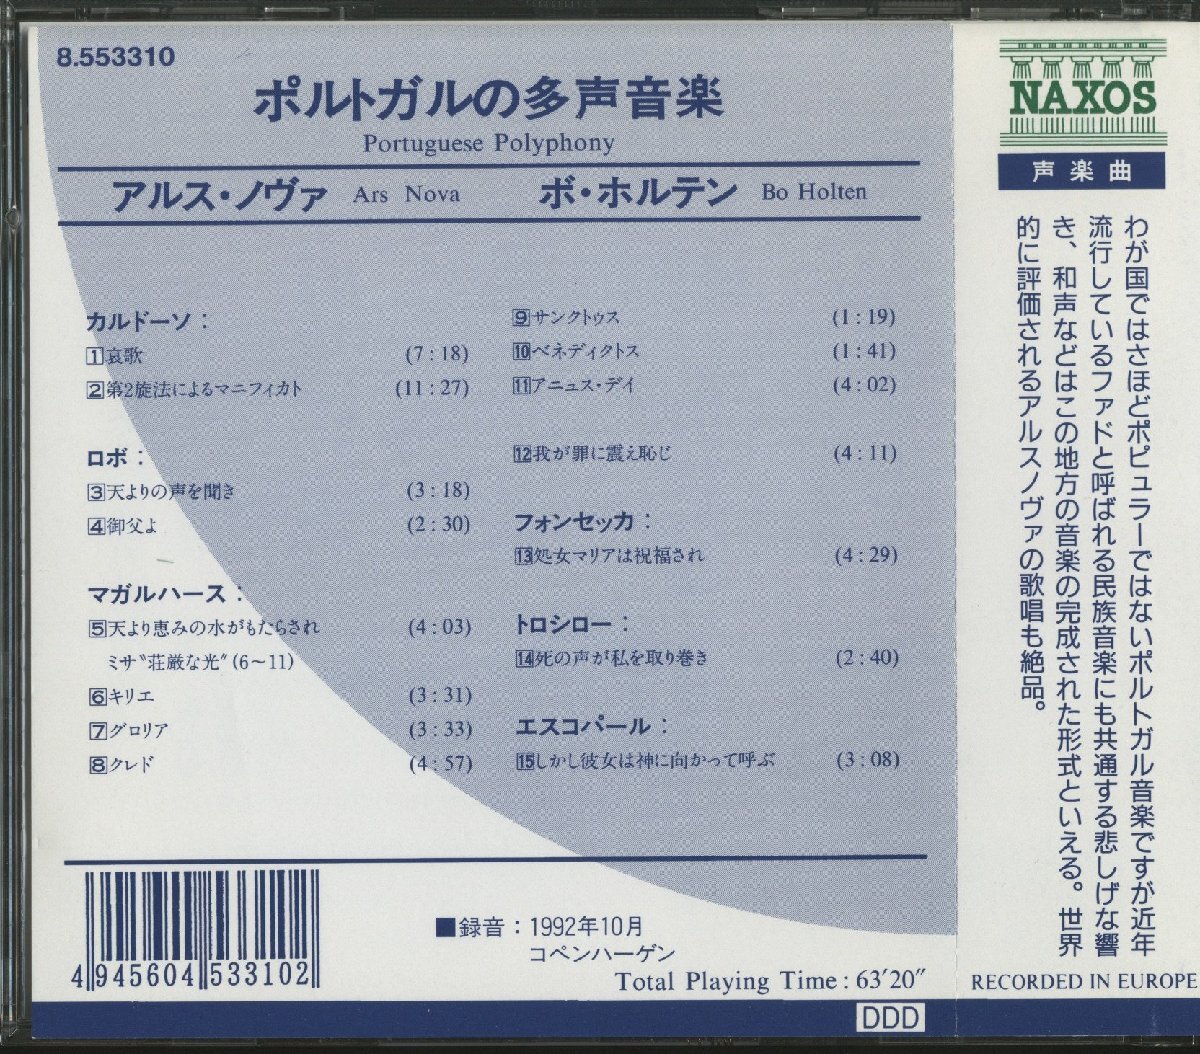 8.553310
ポルトガルの多声音楽
Portuguese Polyphony
アルス・ノヴァ Ars Nova ボ・ホルテン Bo Holten
カルドーソ：
1 哀歌 (7：18)
2 第2旋法によるマニフィカト (11：27)
ロボ：
3 天よりの声を聞き (3：18)
4 御父よ (2：30)
マガルハース：
5 天より恵みの水がもたらされ (4：03)
ミサ“荘厳な光”(6～11)
6 キリエ (3：31)
7 グロリア (3：33)
8 クレド (4：57)
9 サンクトゥス (1：19)
10 ベネディクトス (1：41)
11 アニュス・デイ (4：02)
12 我が罪に震え恥じ (4：11)
フォンセッカ：
13 処女マリアは祝福され (4：29)
トロシロー：
14 死の声が私を取り巻き (2：40)
エスコバール：
15 しかし彼女は神に向かって呼ぶ (3：08)
4 945604 533102
■録音：1992年10月
コペンハーゲン
Total Playing Time：63′20″
DDD
NAXOS
声楽曲
わが国ではさほどポピュラーではないポルトガル音楽ですが近年
流行しているファドと呼ばれる民族音楽にも共通する悲しげな響
き、和声などはこの地方の音楽の完成された形式といえる。世界
的に評価されるアルスノヴァの歌唱も絶品。
RECORDED IN EUROPE